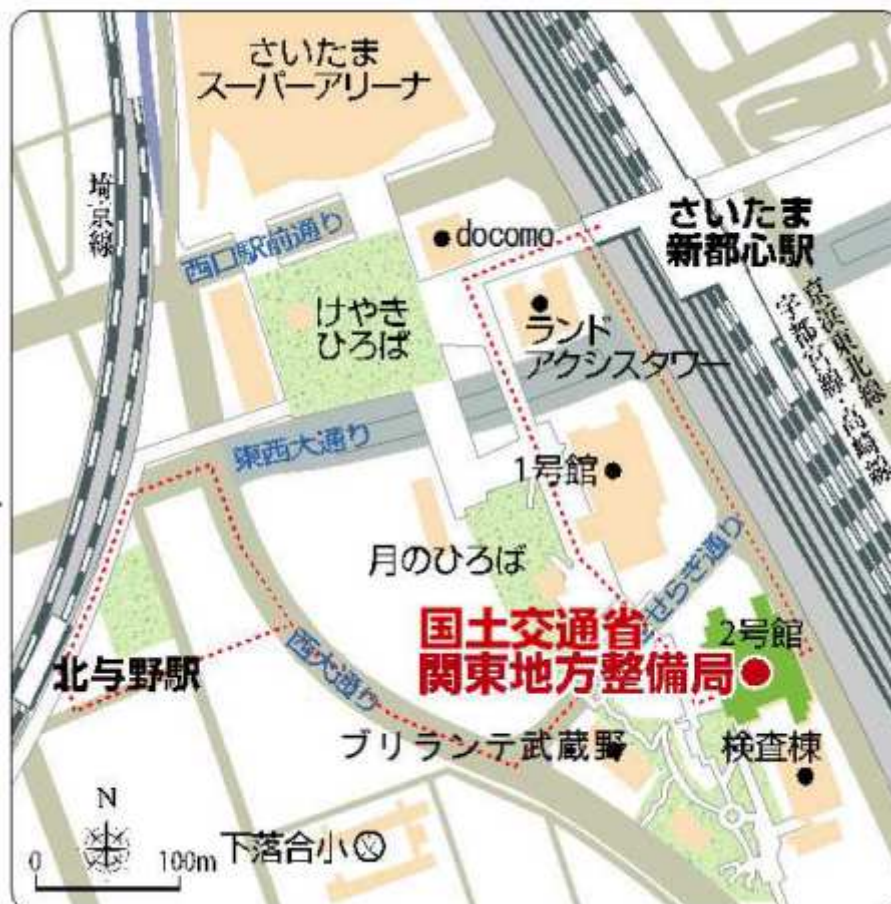 さいたま
スーパーアリーナ
埼京線
西口駅前通り
docomo
さいたま
新都心駅
けやき
ひろば
ランド
アクシスタワー
京浜東北線・
宇都宮線・高崎線
東西大通り
1号館
月のひろば
せらぎ通り
国土交通省
関東地方整備局
2号館
北与野駅
西大通り
ブリランテ武蔵野
検査棟
N
0 100m
下落合小